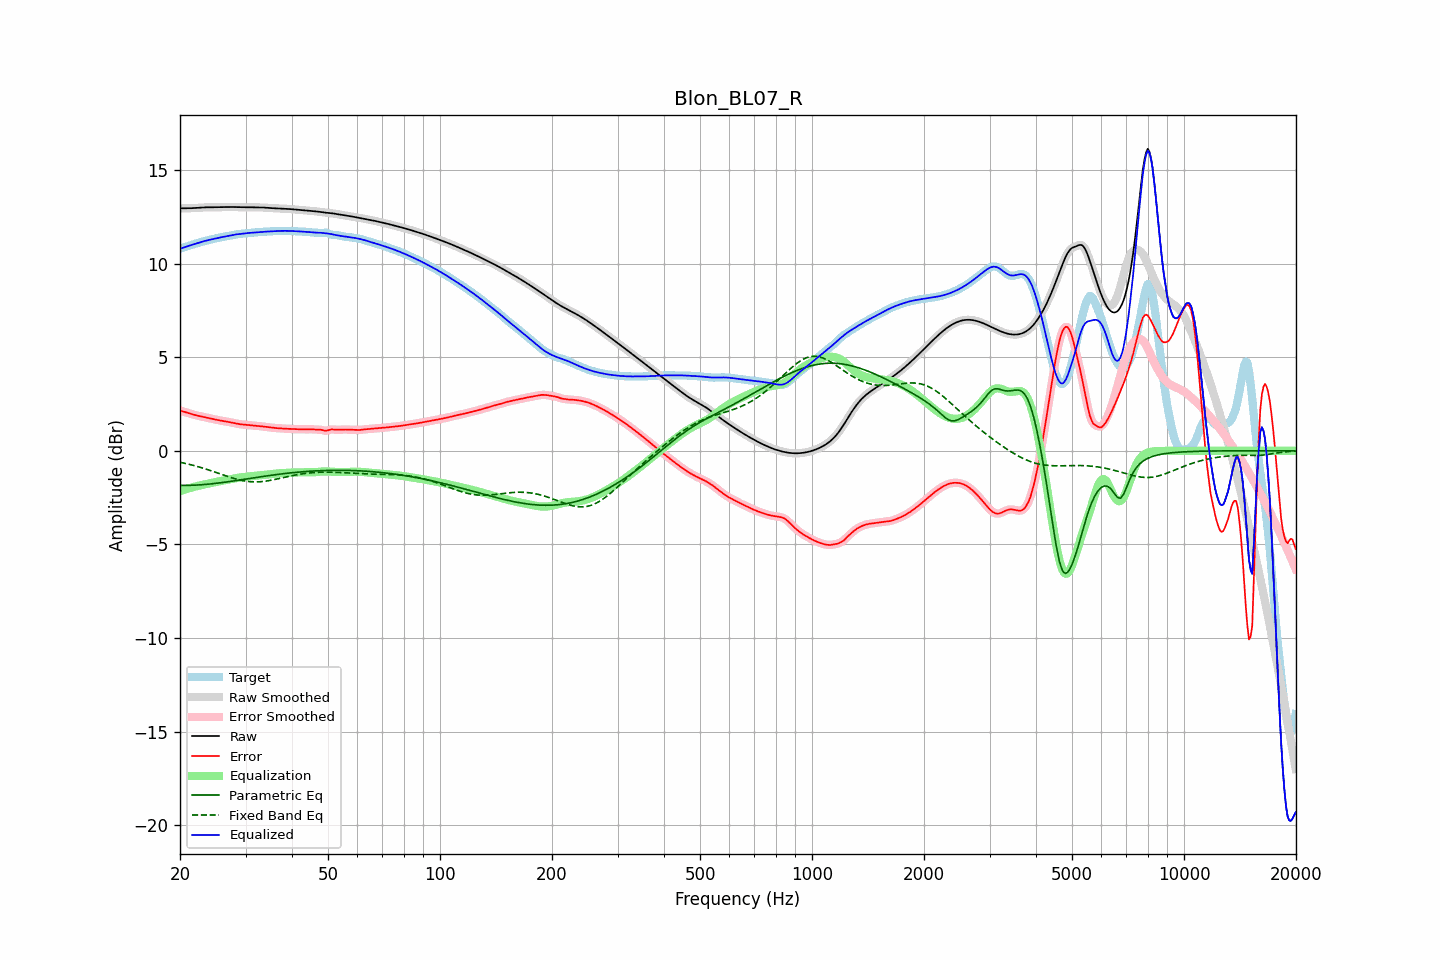 Blon_BL07_R
Amplitude (dBr)
15
10
5
0
−5
−10
−15
−20
Target
Raw Smoothed
Error Smoothed
Raw
Error
Equalization
Parametric Eq
Fixed Band Eq
Equalized
20 50 100 200 500 1000 2000 5000 10000 20000
Frequency (Hz)